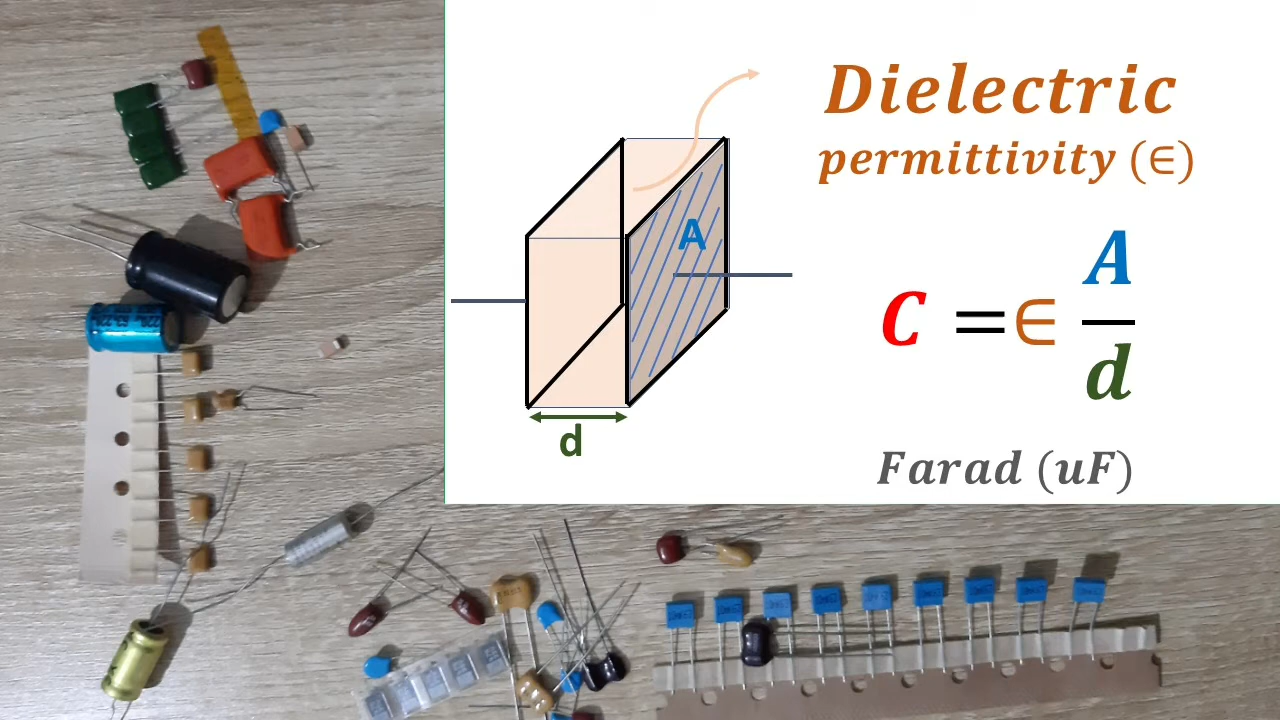 Dielectric
permittivity (∈)
A
C = ∈ A
d
d
Farad (uF)